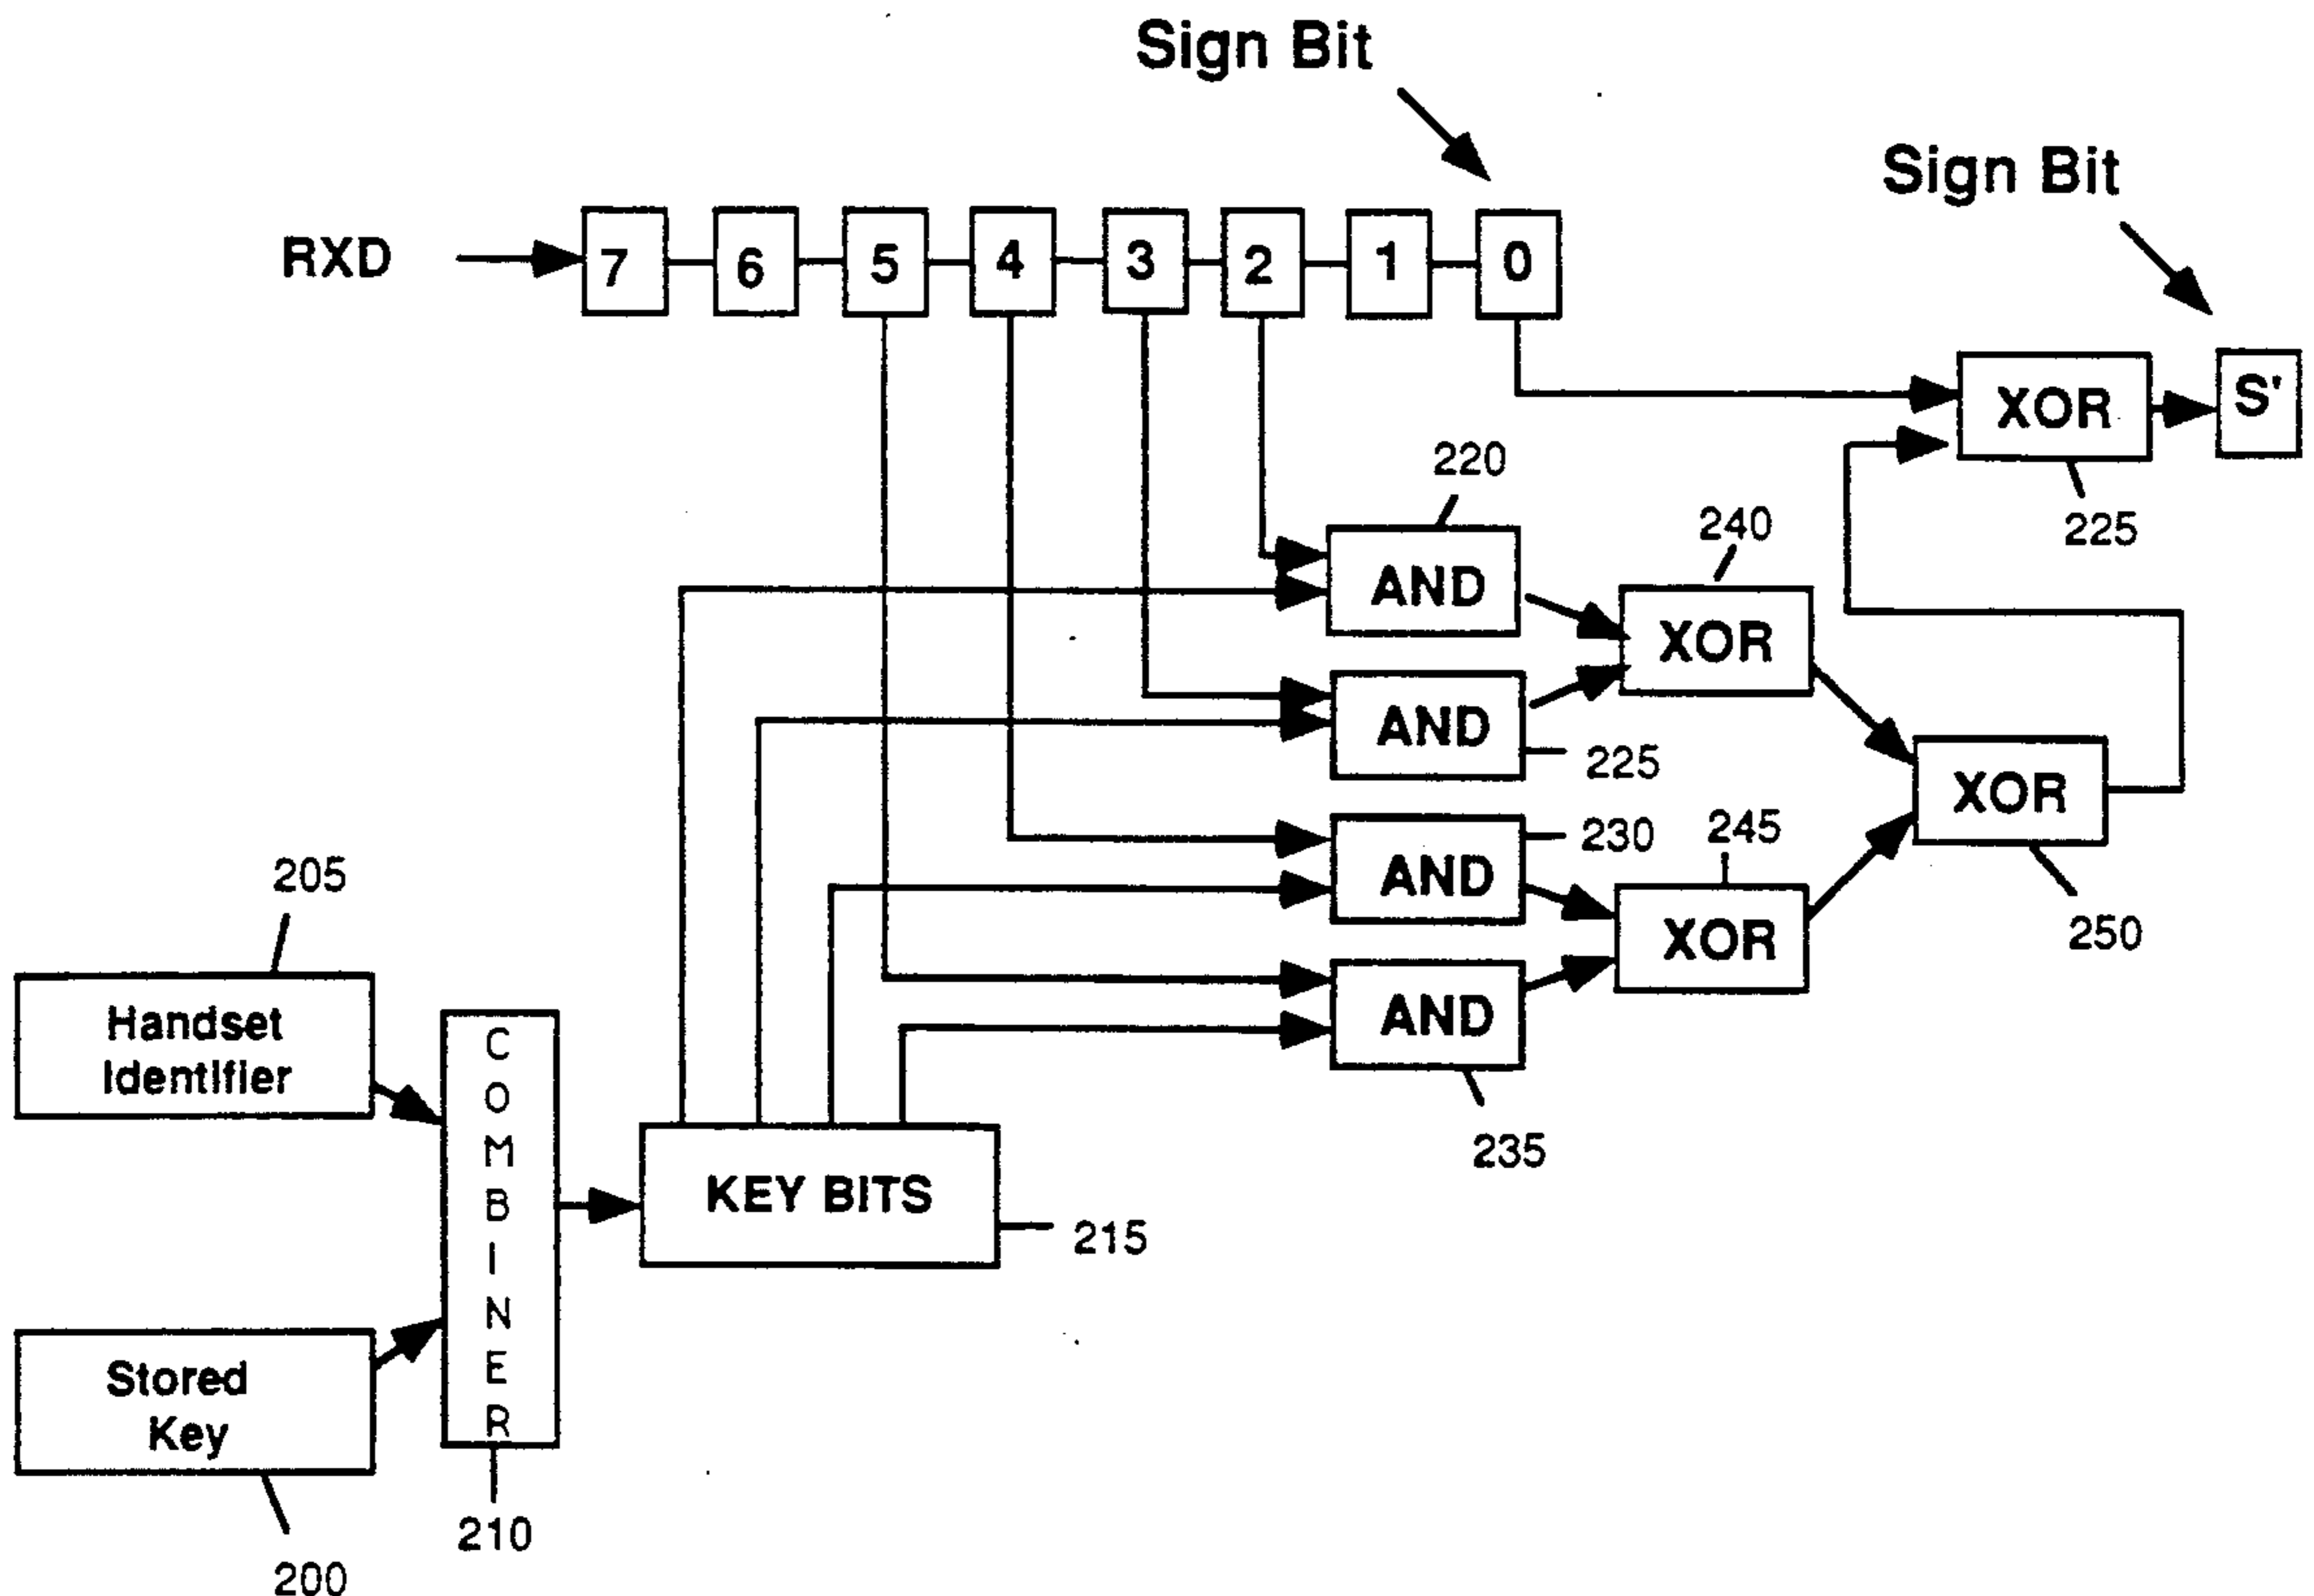 Sign Bit
Sign Bit
RXD
7 6 5 4 3 2 1 0
XOR
S'
225
220
240
AND
XOR
AND
225
XOR
230
245
AND
XOR
250
205
Handset
Identifier
AND
235
COMBINER
KEY BITS
215
Stored
Key
210
200